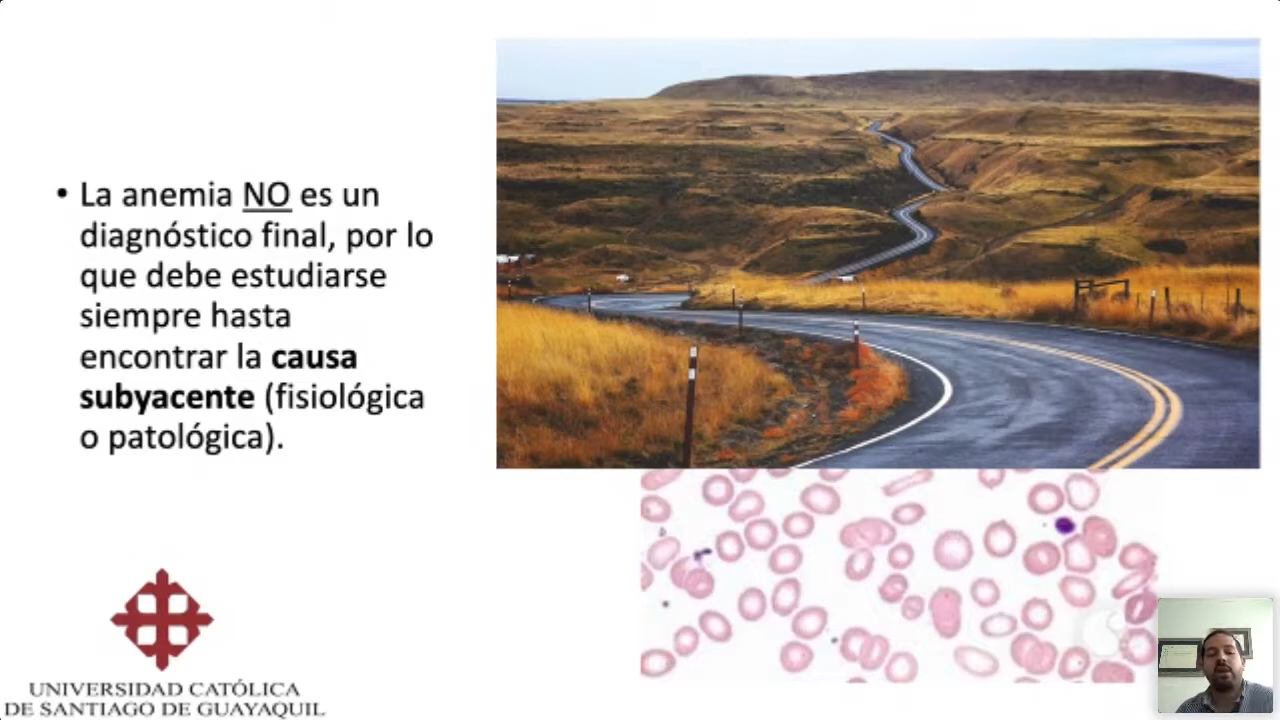 • La anemia NO es un
diagnóstico final, por lo
que debe estudiarse
siempre hasta
encontrar la causa
subyacente (fisiológica
o patológica).
UNIVERSIDAD CATÓLICA
DE SANTIAGO DE GUAYAQUIL